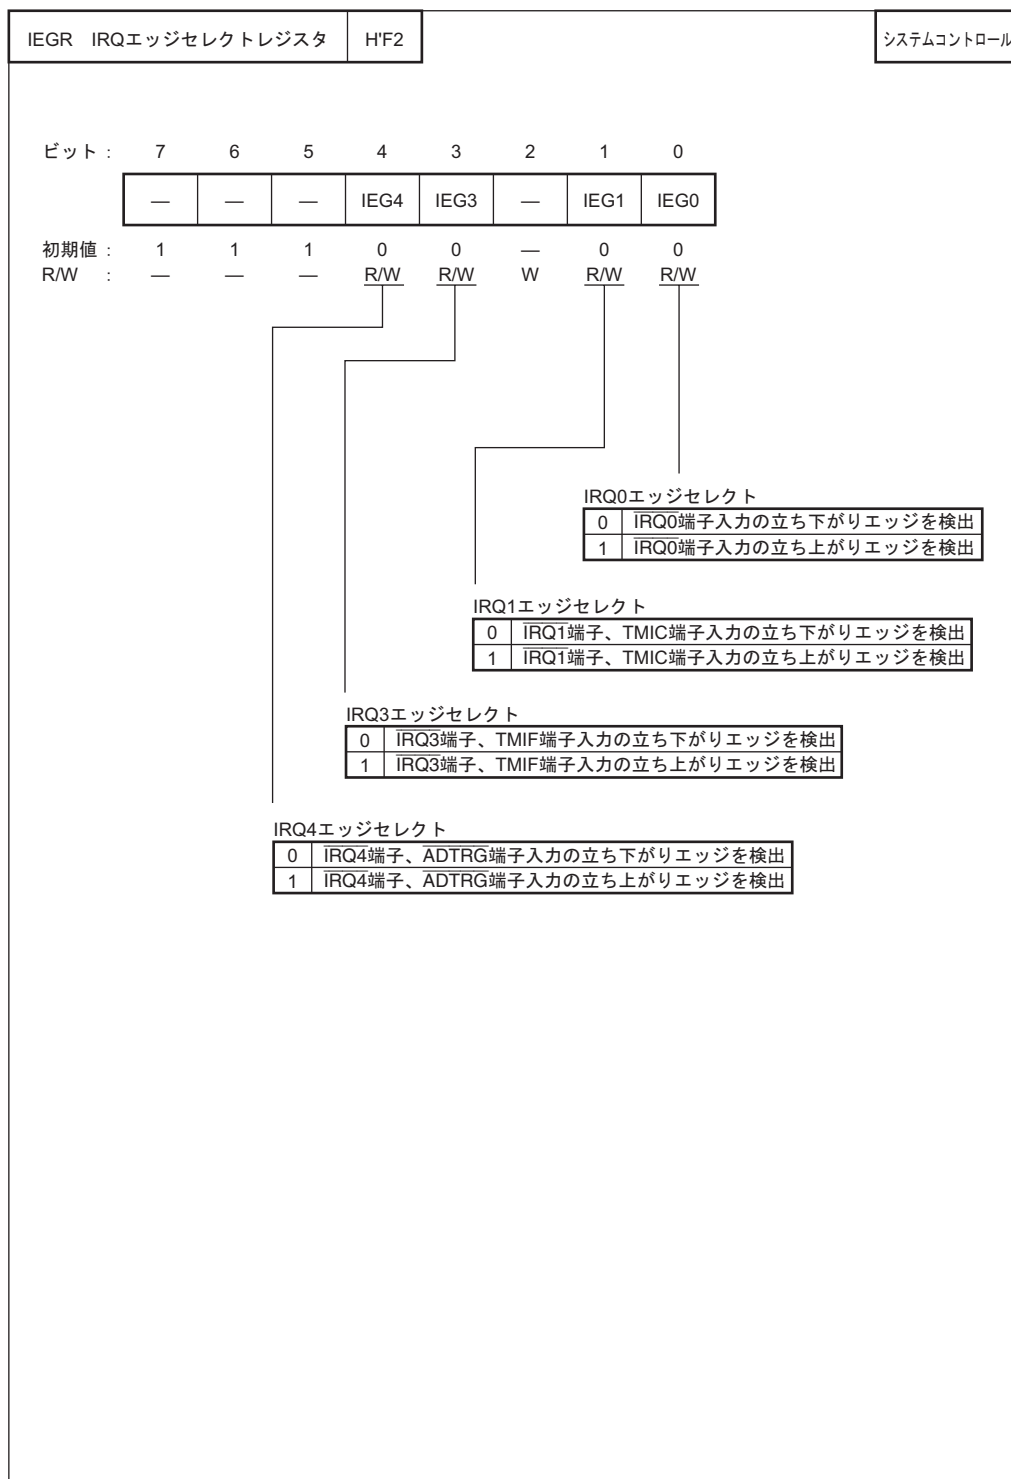 IEGR IRQエッジセレクトレジスタ H'F2 システムコントロール
ビット : 7 6 5 4 3 2 1 0
— — — IEG4 IEG3 — IEG1 IEG0
初期値 : 1 1 1 0 0 — 0 0
R/W : — — — R/W R/W W R/W R/W
IRQ0エッジセレクト
0 IRQ0端子入力の立ち下がりエッジを検出
1 IRQ0端子入力の立ち上がりエッジを検出
IRQ1エッジセレクト
0 IRQ1端子、TMIC端子入力の立ち下がりエッジを検出
1 IRQ1端子、TMIC端子入力の立ち上がりエッジを検出
IRQ3エッジセレクト
0 IRQ3端子、TMIF端子入力の立ち下がりエッジを検出
1 IRQ3端子、TMIF端子入力の立ち上がりエッジを検出
IRQ4エッジセレクト
0 IRQ4端子、ADTRG端子入力の立ち下がりエッジを検出
1 IRQ4端子、ADTRG端子入力の立ち上がりエッジを検出